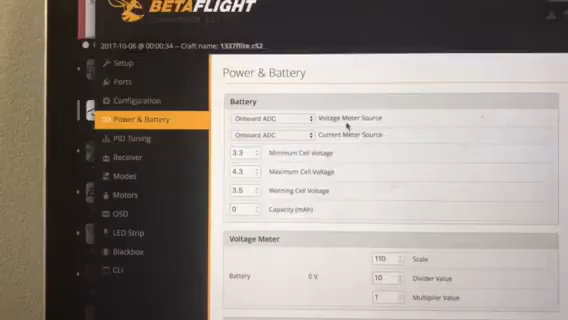 BETAFLIGHT
2017-10-06 @ 00:00:34 -- Craft name: 1337flite c52
Setup
Ports
Configuration
Power & Battery
PID Tuning
Receiver
Modes
Motors
OSD
LED Strip
Blackbox
CLI
Power & Battery
Battery
Onboard ADC Voltage Meter Source
Onboard ADC Current Meter Source
3.3 Minimum Cell Voltage
4.3 Maximum Cell Voltage
3.5 Warning Cell Voltage
0 Capacity (mAh)
Voltage Meter
110 Scale
Battery 0 V
10 Divider Value
1 Multiplier Value